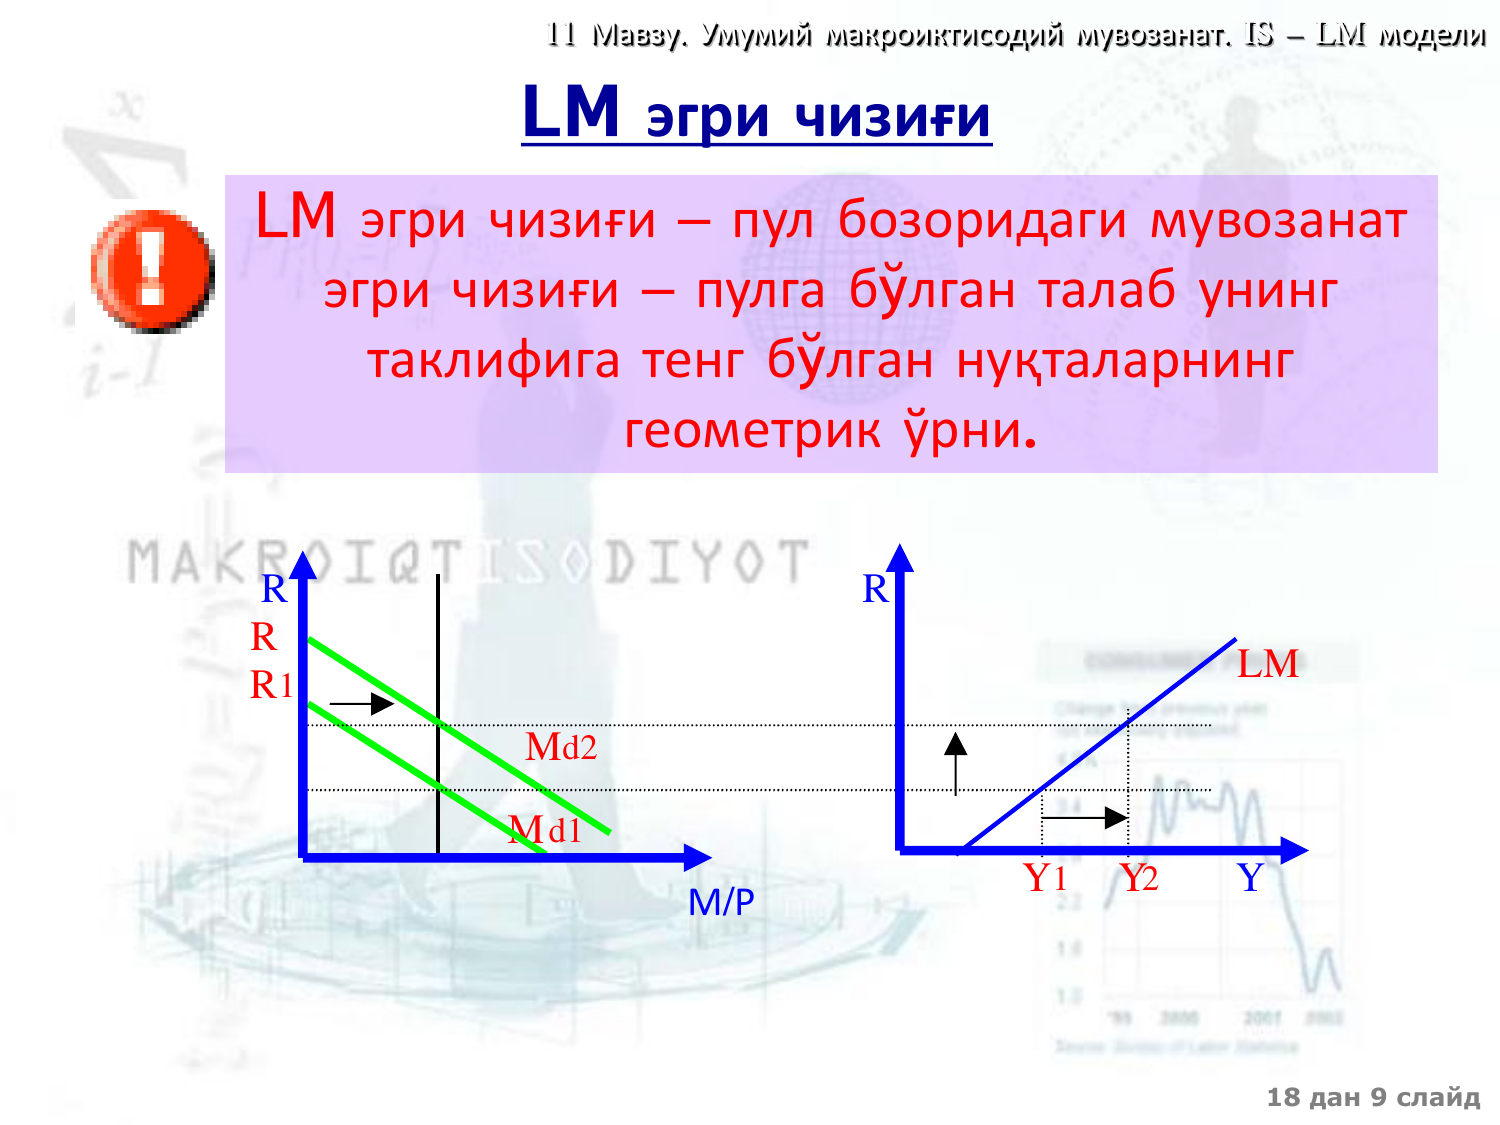 11 Мавзу. Умумий макроиктисодий мувозанат. IS – LM модели
LM эгри чизиғи
LM эгри чизиғи – пул бозоридаги мувозанат
эгри чизиғи – пулга бўлган талаб унинг
таклифига тенг бўлган нуқталарнинг
геометрик ўрни.
MAKROIQTISODIYOT
R
R
R1
Md2
Md1
M/P
R
LM
Y1
Y2
Y
18 дан 9 слайд